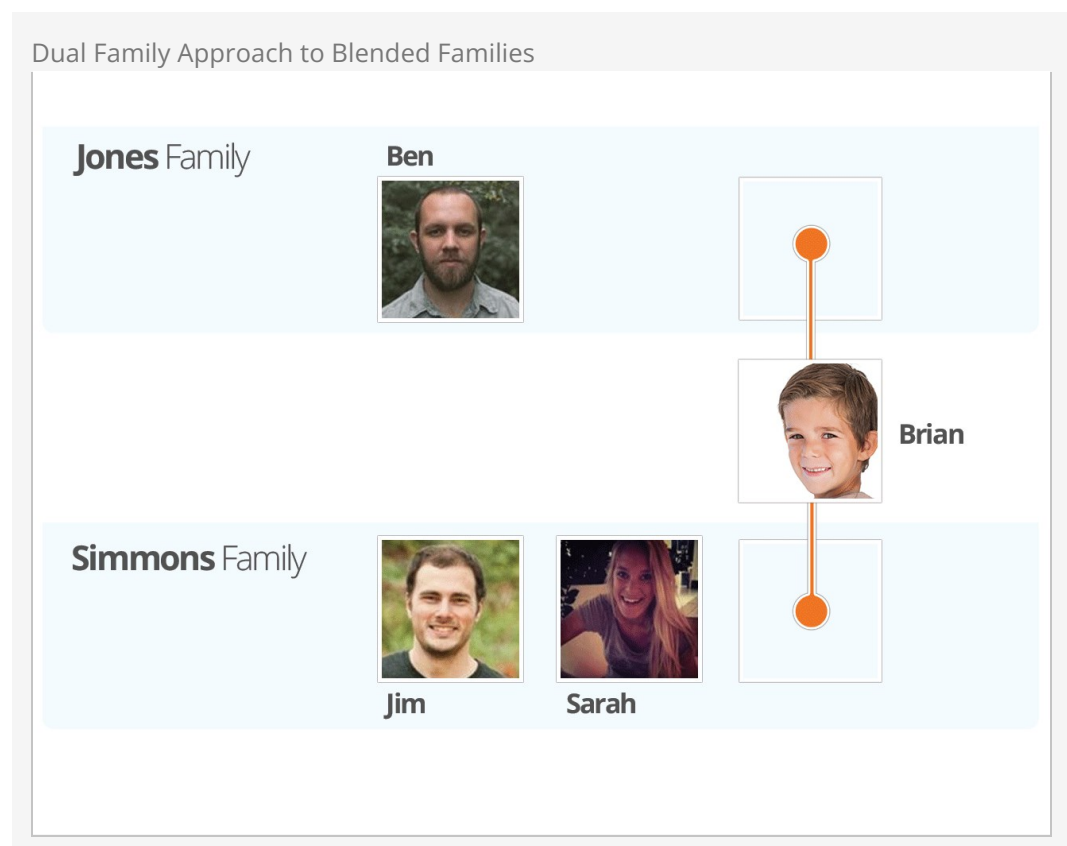 Dual Family Approach to Blended Families
Jones Family
Ben
Brian
Simmons Family
Jim
Sarah